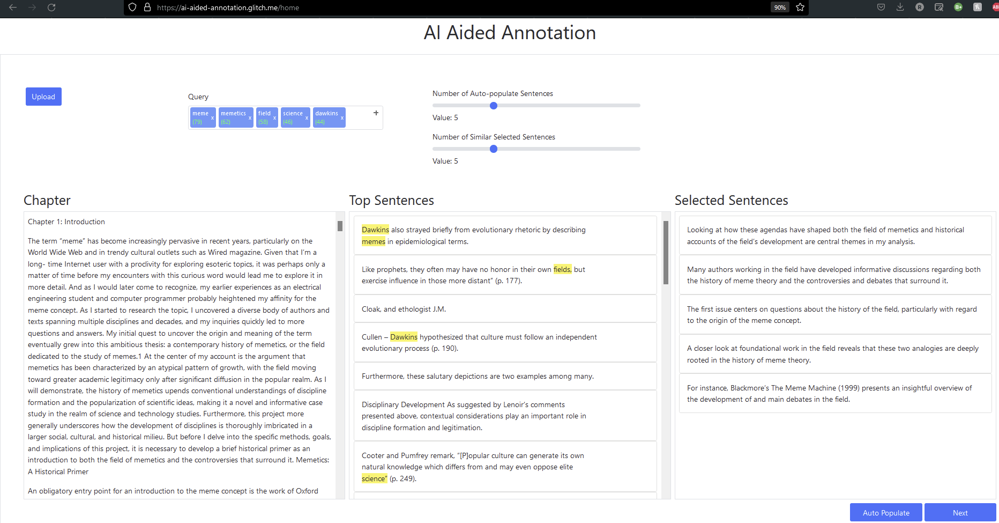 https://ai-aided-annotation.glitch.me/home
90%
AI Aided Annotation
Upload
Query
meme x
(79)
memetics x
(62)
field x
(58)
science x
(46)
dawkins x
(44)
+
Number of Auto-populate Sentences
Value: 5
Number of Similar Selected Sentences
Value: 5
Chapter
Chapter 1: Introduction
The term “meme” has become increasingly pervasive in recent years, particularly on the
World Wide Web and in trendy cultural outlets such as Wired magazine. Given that I’m a
long- time Internet user with a proclivity for exploring esoteric topics, it was perhaps only a
matter of time before my encounters with this curious word would lead me to explore it in
more detail. And as I would later come to recognize, my earlier experiences as an electrical
engineering student and computer programmer probably heightened my affinity for the
meme concept. As I started to research the topic, I uncovered a diverse body of authors and
texts spanning multiple disciplines and decades, and my inquiries quickly led to more
questions and answers. My initial quest to uncover the origin and meaning of the term
eventually grew into this ambitious thesis: a contemporary history of memetics, or the field
dedicated to the study of memes.1 At the center of my account is the argument that
memetics has been characterized by an atypical pattern of growth, with the field moving
toward greater academic legitimacy only after significant diffusion in the popular realm. As I
will demonstrate, the history of memetics upends conventional understandings of discipline
formation and the popularization of scientific ideas, making it a novel and informative case
study in the realm of science and technology studies. Furthermore, this project more
generally underscores how the development of disciplines is thoroughly imbricated in a
larger social, cultural, and historical milieu. But before I delve into the specific methods, goals,
and implications of this project, it is necessary to develop a brief historical primer as an
introduction to both the field of memetics and the controversies that surround it. Memetics:
A Historical Primer
An obligatory entry point for an introduction to the meme concept is the work of Oxford
Top Sentences
Dawkins also strayed briefly from evolutionary rhetoric by describing
memes in epidemiological terms.
Like prophets, they often may have no honor in their own fields, but
exercise influence in those more distant” (p. 177).
Cloak, and ethologist J.M.
Cullen – Dawkins hypothesized that culture must follow an independent
evolutionary process (p. 190).
Furthermore, these salutary depictions are two examples among many.
Disciplinary Development As suggested by Lenoir’s comments
presented above, contextual considerations play an important role in
discipline formation and legitimation.
Cooter and Pumfrey remark, “[P]opular culture can generate its own
natural knowledge which differs from and may even oppose elite
science” (p. 249).
Selected Sentences
Looking at how these agendas have shaped both the field of memetics and historical
accounts of the field’s development are central themes in my analysis.
Many authors working in the field have developed informative discussions regarding both
the history of meme theory and the controversies and debates that surround it.
The first issue centers on questions about the history of the field, particularly with regard
to the origin of the meme concept.
A closer look at foundational work in the field reveals that these two analogies are deeply
rooted in the history of meme theory.
For instance, Blackmore’s The Meme Machine (1999) presents an insightful overview of
the development of and main debates in the field.
Auto Populate
Next